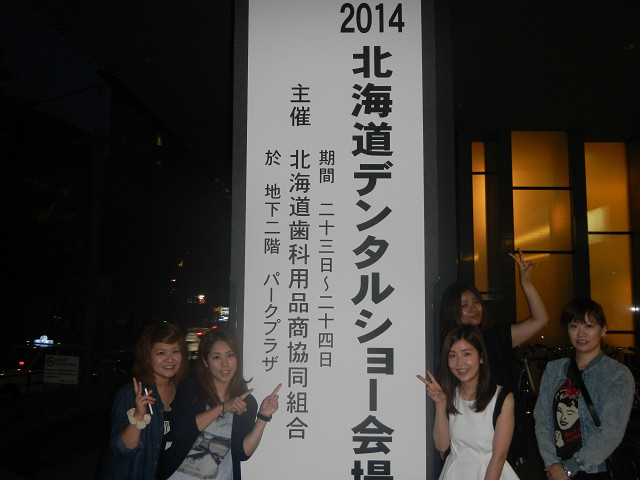 2014
北海道デンタルショー会場
期間 二十三日〜二十四日
主催 北海道歯科用品商協同組合
於 地下二階 パークプラザ